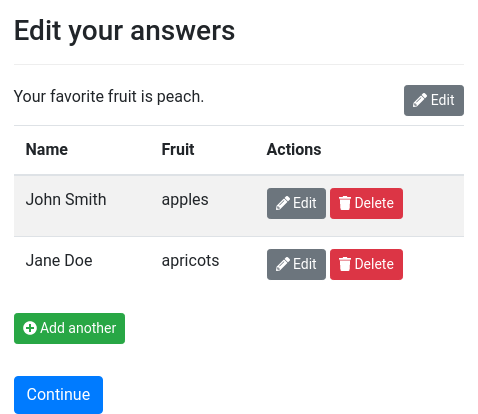 Edit your answers
Your favorite fruit is peach. Edit
Name Fruit Actions
John Smith apples Edit Delete
Jane Doe apricots Edit Delete
Add another
Continue